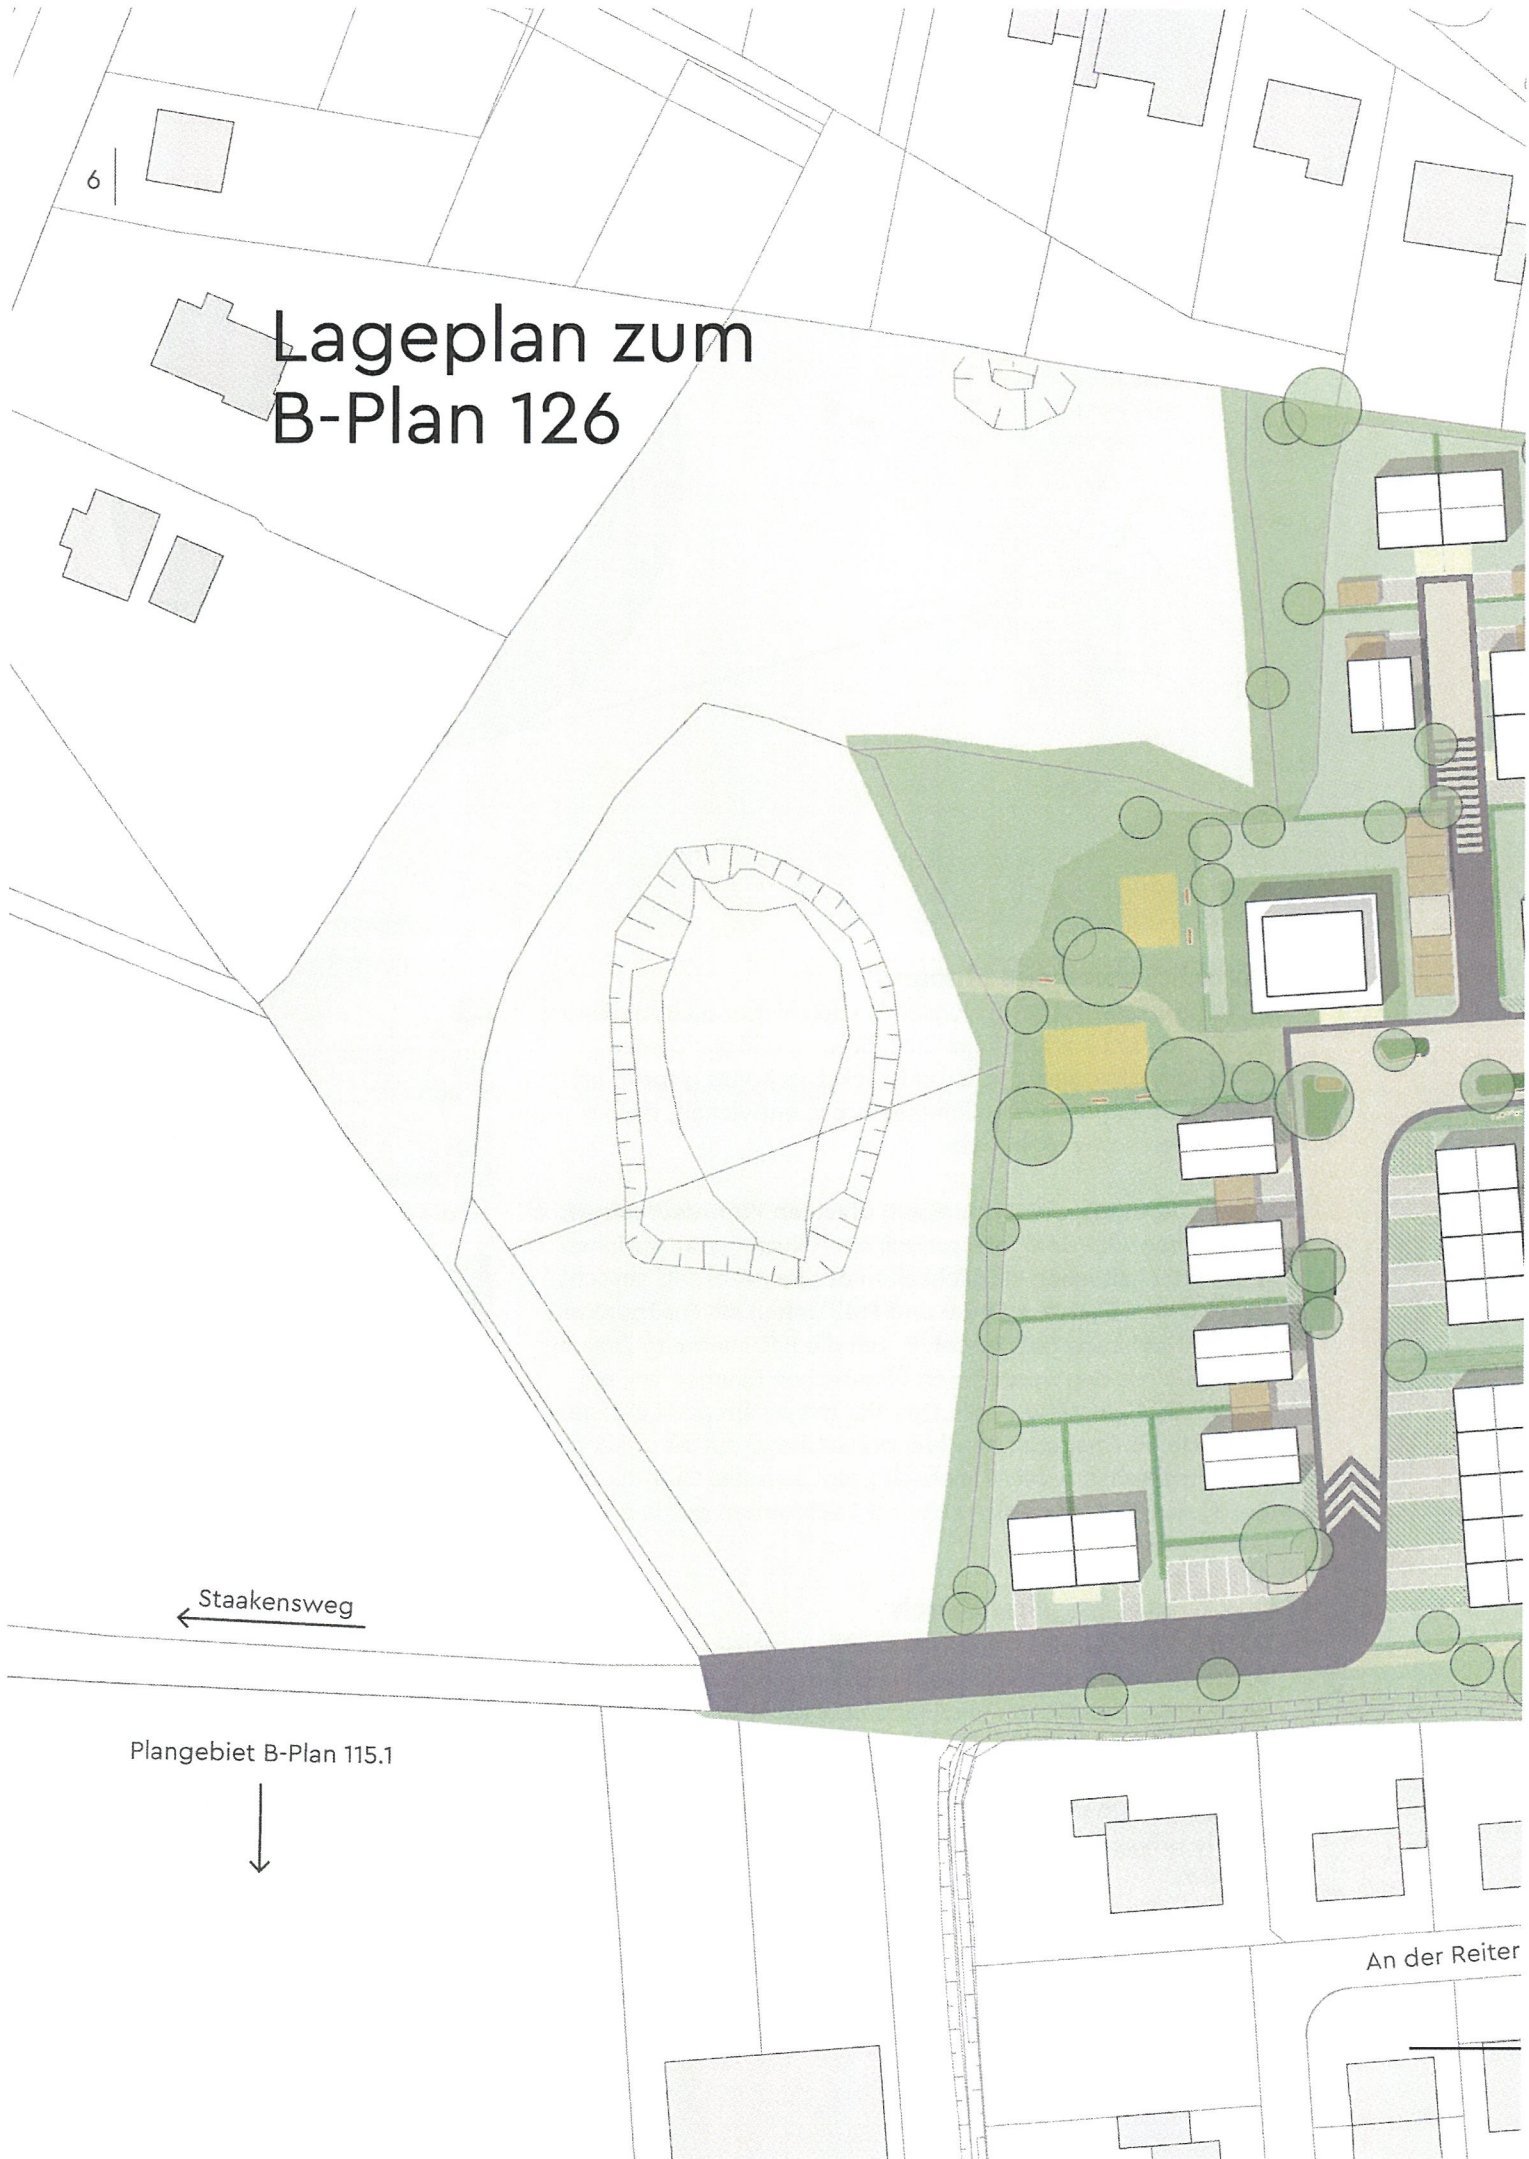 6
Lageplan zum
B-Plan 126
Staakensweg
Plangebiet B-Plan 115.1
An der Reiter